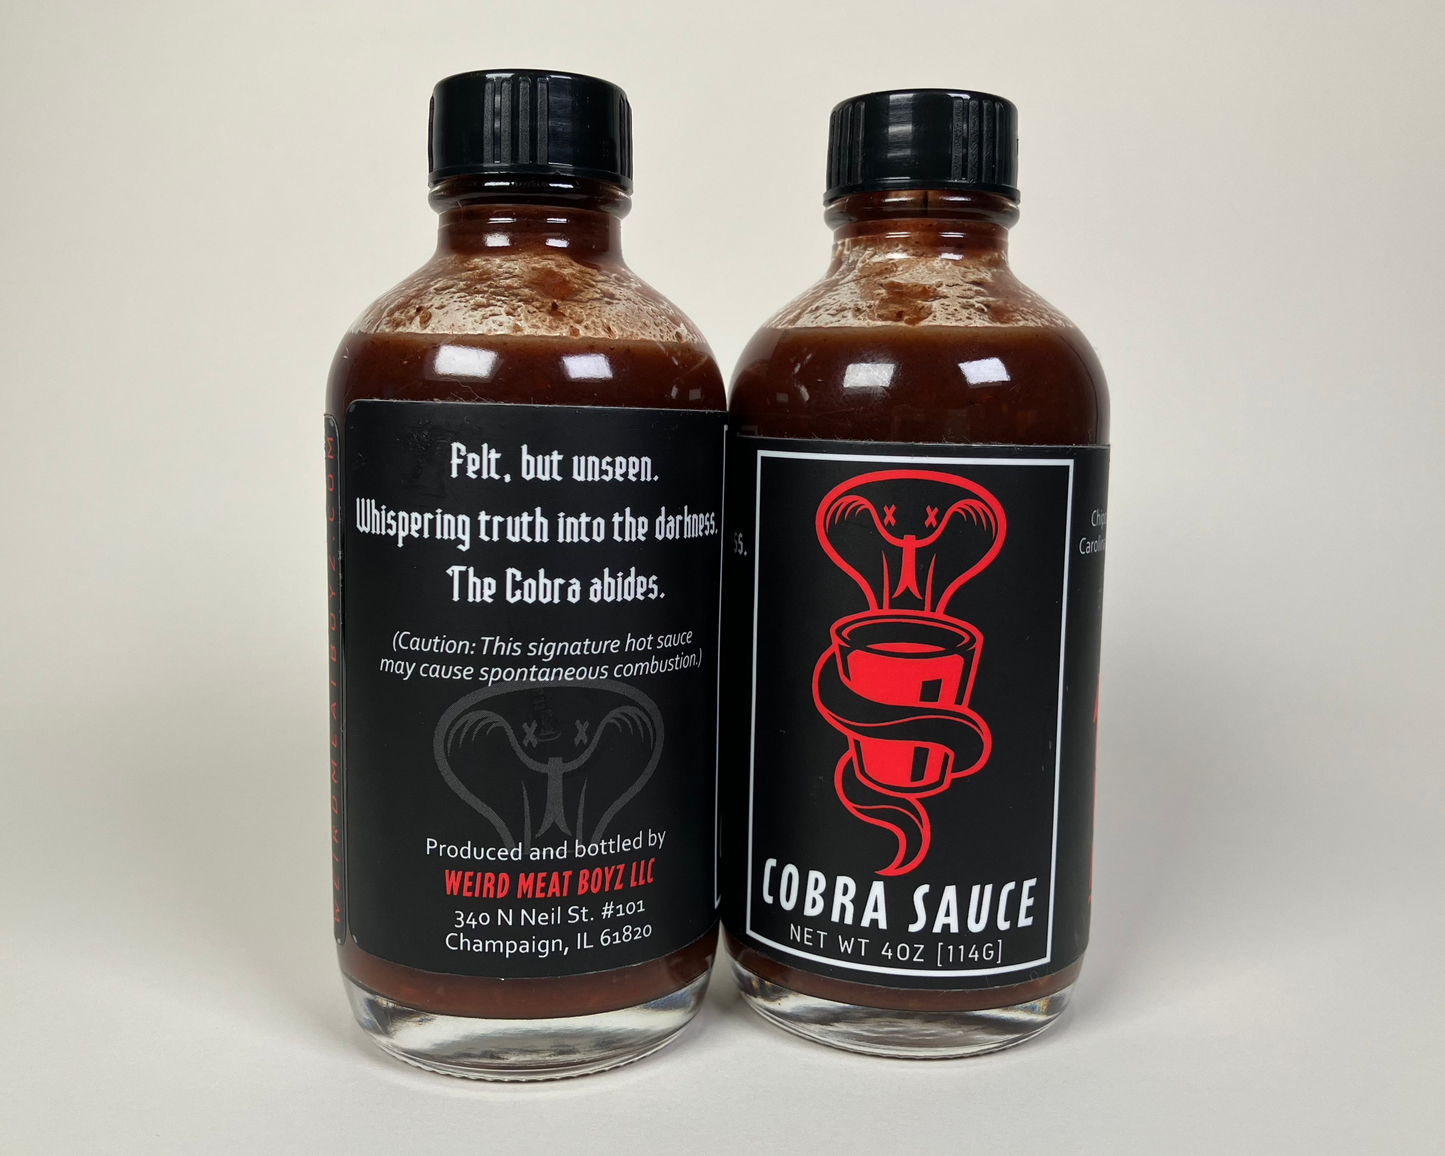 WEIRDMEATBOYZ.COM
Felt, but unseen.
Whispering truth into the darkness.
The Cobra abides.
(Caution: This signature hot sauce
may cause spontaneous combustion.)
Produced and bottled by
WEIRD MEAT BOYZ LLC
340 N Neil St. #101
Champaign, IL 61820
ss.
COBRA SAUCE
NET WT 4OZ [114G]
Carolina